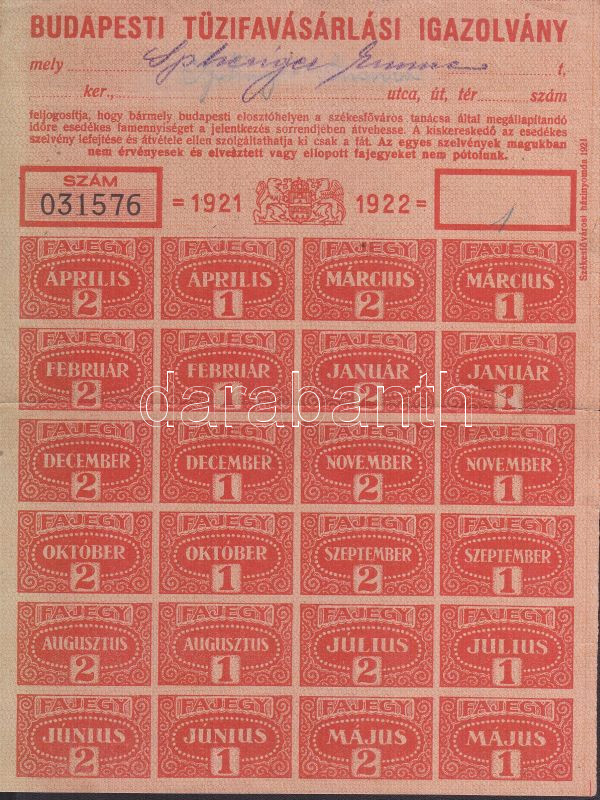 BUDAPESTI TÜZIFAVÁSÁRLÁSI IGAZOLVÁNY
mely t.
ker., utca, út, tér szám
feljogosítja, hogy bármely budapesti elosztóhelyen a székesfőváros tanácsa által megállapítandó
időre esedékes famennyiséget a jelentkezés sorrendjében átvehesse. A kiskereskedő az esedékes
szelvény lefejtése és átvétele ellen szolgáltathatja ki csak a fát. Az egyes szelvények magukban
nem érvényesek és elveszett vagy ellopott fajegyeket nem pótolunk.
SZÁM
031576 = 1921 1922 = 1
Székesfővárosi házinyomda 1921
FAJEGY FAJEGY FAJEGY FAJEGY
ÁPRILIS ÁPRILIS MÁRCIUS MÁRCIUS
2 1 2 1
FAJEGY FAJEGY FAJEGY FAJEGY
FEBRUÁR FEBRUÁR JANUÁR JANUÁR
2 1 2 1
darabanth
FAJEGY FAJEGY FAJEGY FAJEGY
DECEMBER DECEMBER NOVEMBER NOVEMBER
2 1 2 1
FAJEGY FAJEGY FAJEGY FAJEGY
OKTÓBER OKTÓBER SZEPTEMBER SZEPTEMBER
2 1 2 1
FAJEGY FAJEGY FAJEGY FAJEGY
AUGUSZTUS AUGUSZTUS JÚLIUS JÚLIUS
2 1 2 1
FAJEGY FAJEGY FAJEGY FAJEGY
JÚNIUS JÚNIUS MÁJUS MÁJUS
2 1 2 1